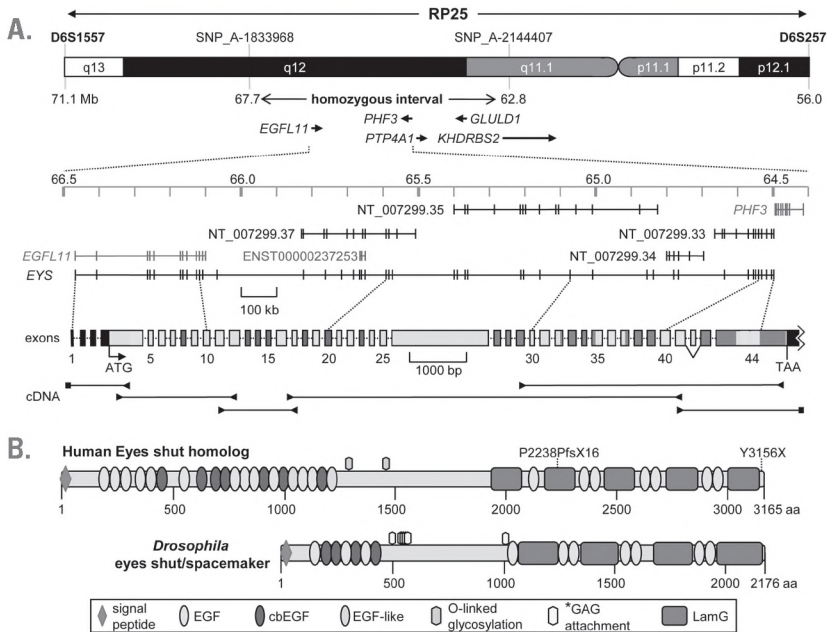 A.
RP25
D6S1557 SNP_A-1833968 SNP_A-2144407 D6S257
q13 q12 q11.1 p11.1 p11.2 p12.1
71.1 Mb 67.7 homozygous interval 62.8 56.0
PHF3 GLULD1
EGFL11 PTP4A1 KHDRBS2
66.5 66.0 65.5 65.0 64.5
NT_007299.35 PHF3
NT_007299.37 NT_007299.33
EGFL11 ENST00000237253 NT_007299.34
EYS
100 kb
exons
1 5 10 15 20 25 30 35 40 44
ATG 1000 bp TAA
cDNA
B.
Human Eyes shut homolog P2238PfsX16 Y3156X
1 500 1000 1500 2000 2500 3000 3165 aa
Drosophila
eyes shut/spacemaker
1 500 1000 1500 2000 2176 aa
signal peptide EGF cbEGF EGF-like O-linked glycosylation *GAG attachment LamG